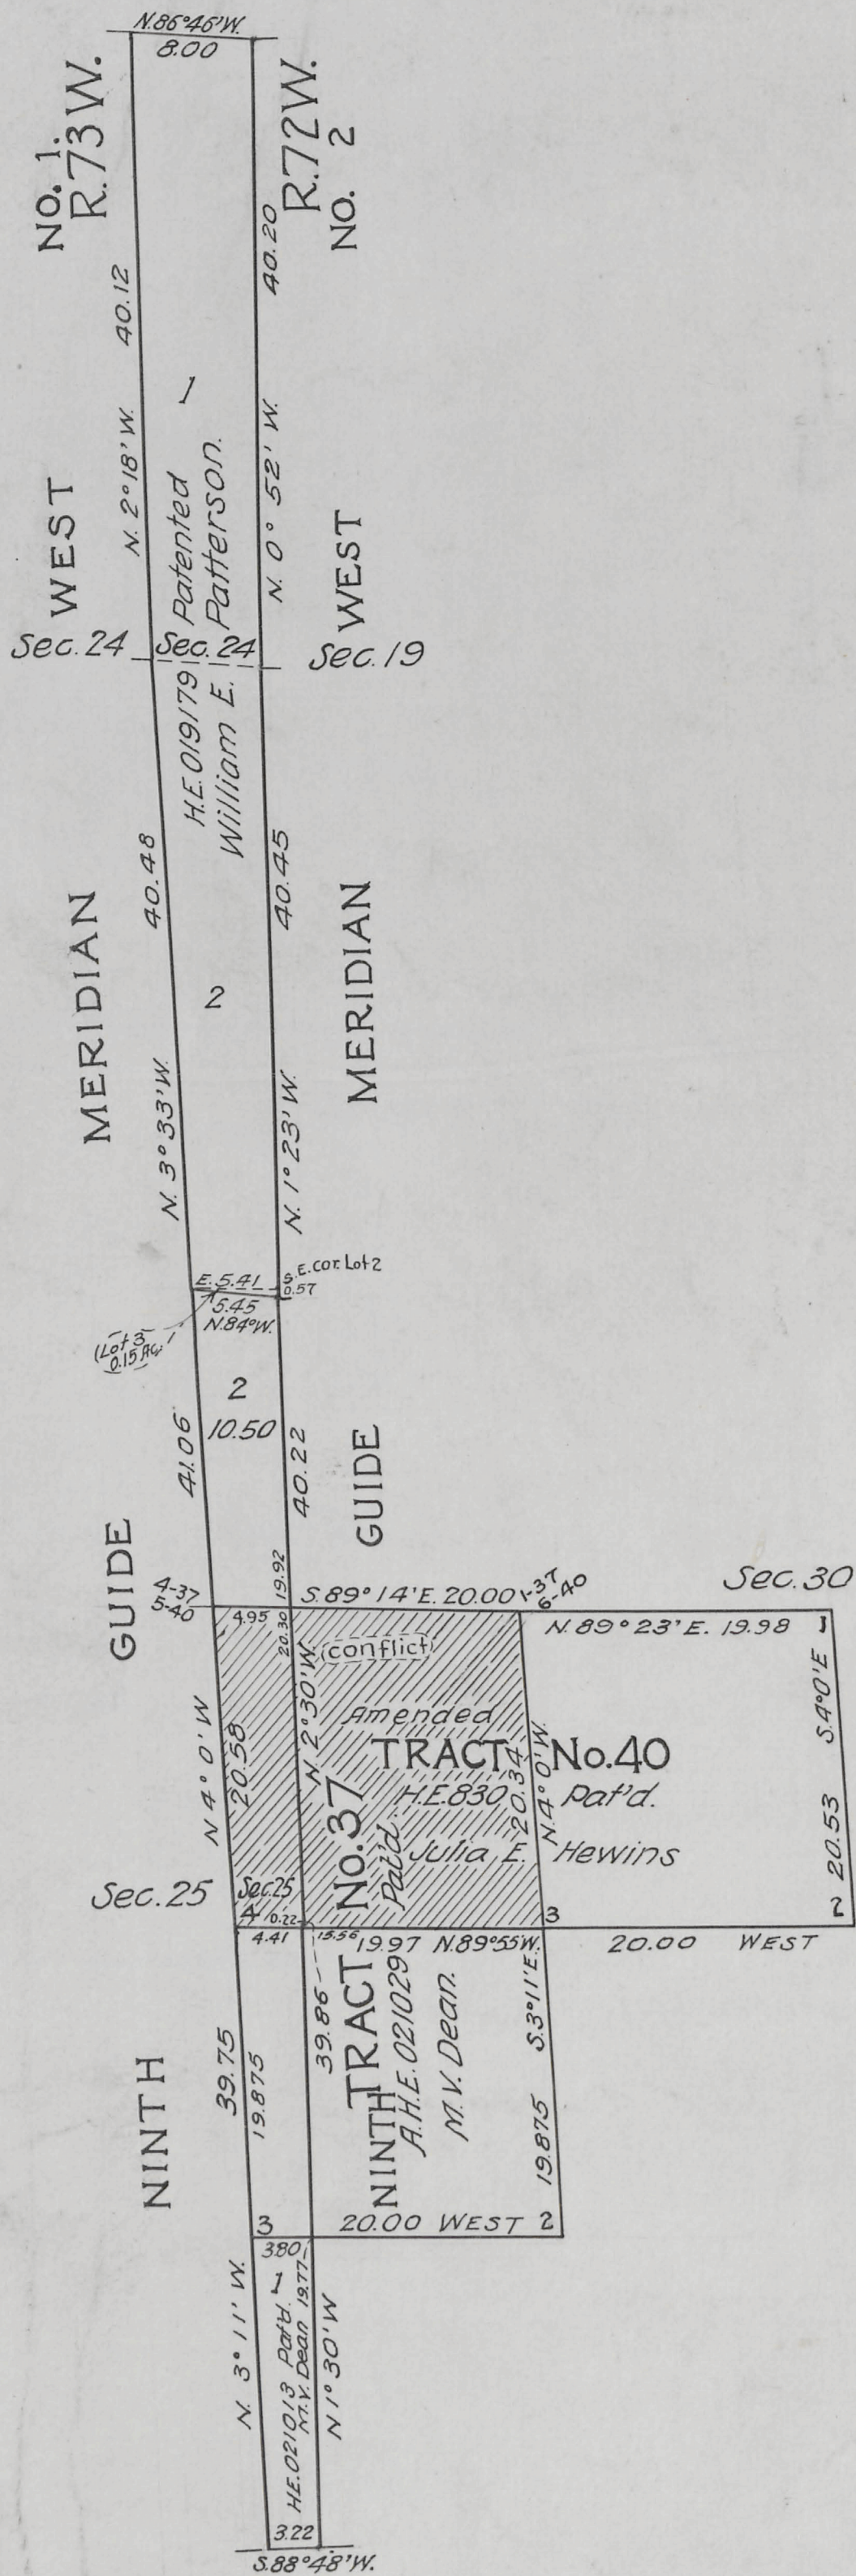 N.86°46'W.
8.00
NO. 1.
R.73W.
R.72W.
NO. 2
40.12
40.20
1
N. 2°18'W.
N. 0° 52' W.
Patented
Patterson.
WEST
WEST
Sec. 24
Sec. 24
Sec. 19
H.E. 019179
William E.
40.48
40.45
MERIDIAN
MERIDIAN
2
N. 3°33'W.
N. 1°23'W.
E. 5.41
S.E. cor. Lot 2
0.57
5.45
N.84°W.
(Lot 3
0.15 Ac.)
2
10.50
41.06
40.22
GUIDE
GUIDE
19.92
4-37
5-40
S.89°14'E. 20.00
1-37
6-40
Sec. 30
4.95
20.30
N.89°23'E. 19.98
1
(conflict)
N 2°30'W.
Amended
TRACT No.40
H.E.830 Pat'd.
Julia E. Hewins
No.37
Pat'd.
N 4° 0' W
20.58
20.34
N.4°0'W.
S.4°0'E
20.53
Sec. 25
Sec 25
4
0.22
3
2
4.41
15.56
19.97 N.89°55'W.
20.00 WEST
39.86
TRACT
A.H.E. 021029
M.V. Dean.
S.3°11'E.
19.875
39.75
19.875
NINTH
NINTH
3
20.00 WEST 2
3.80
19.77
1
N. 3° 11' W.
H.E. 021013 Pat'd.
M.V. Dean
N 1° 30' W
3.22
S.88°48'W.